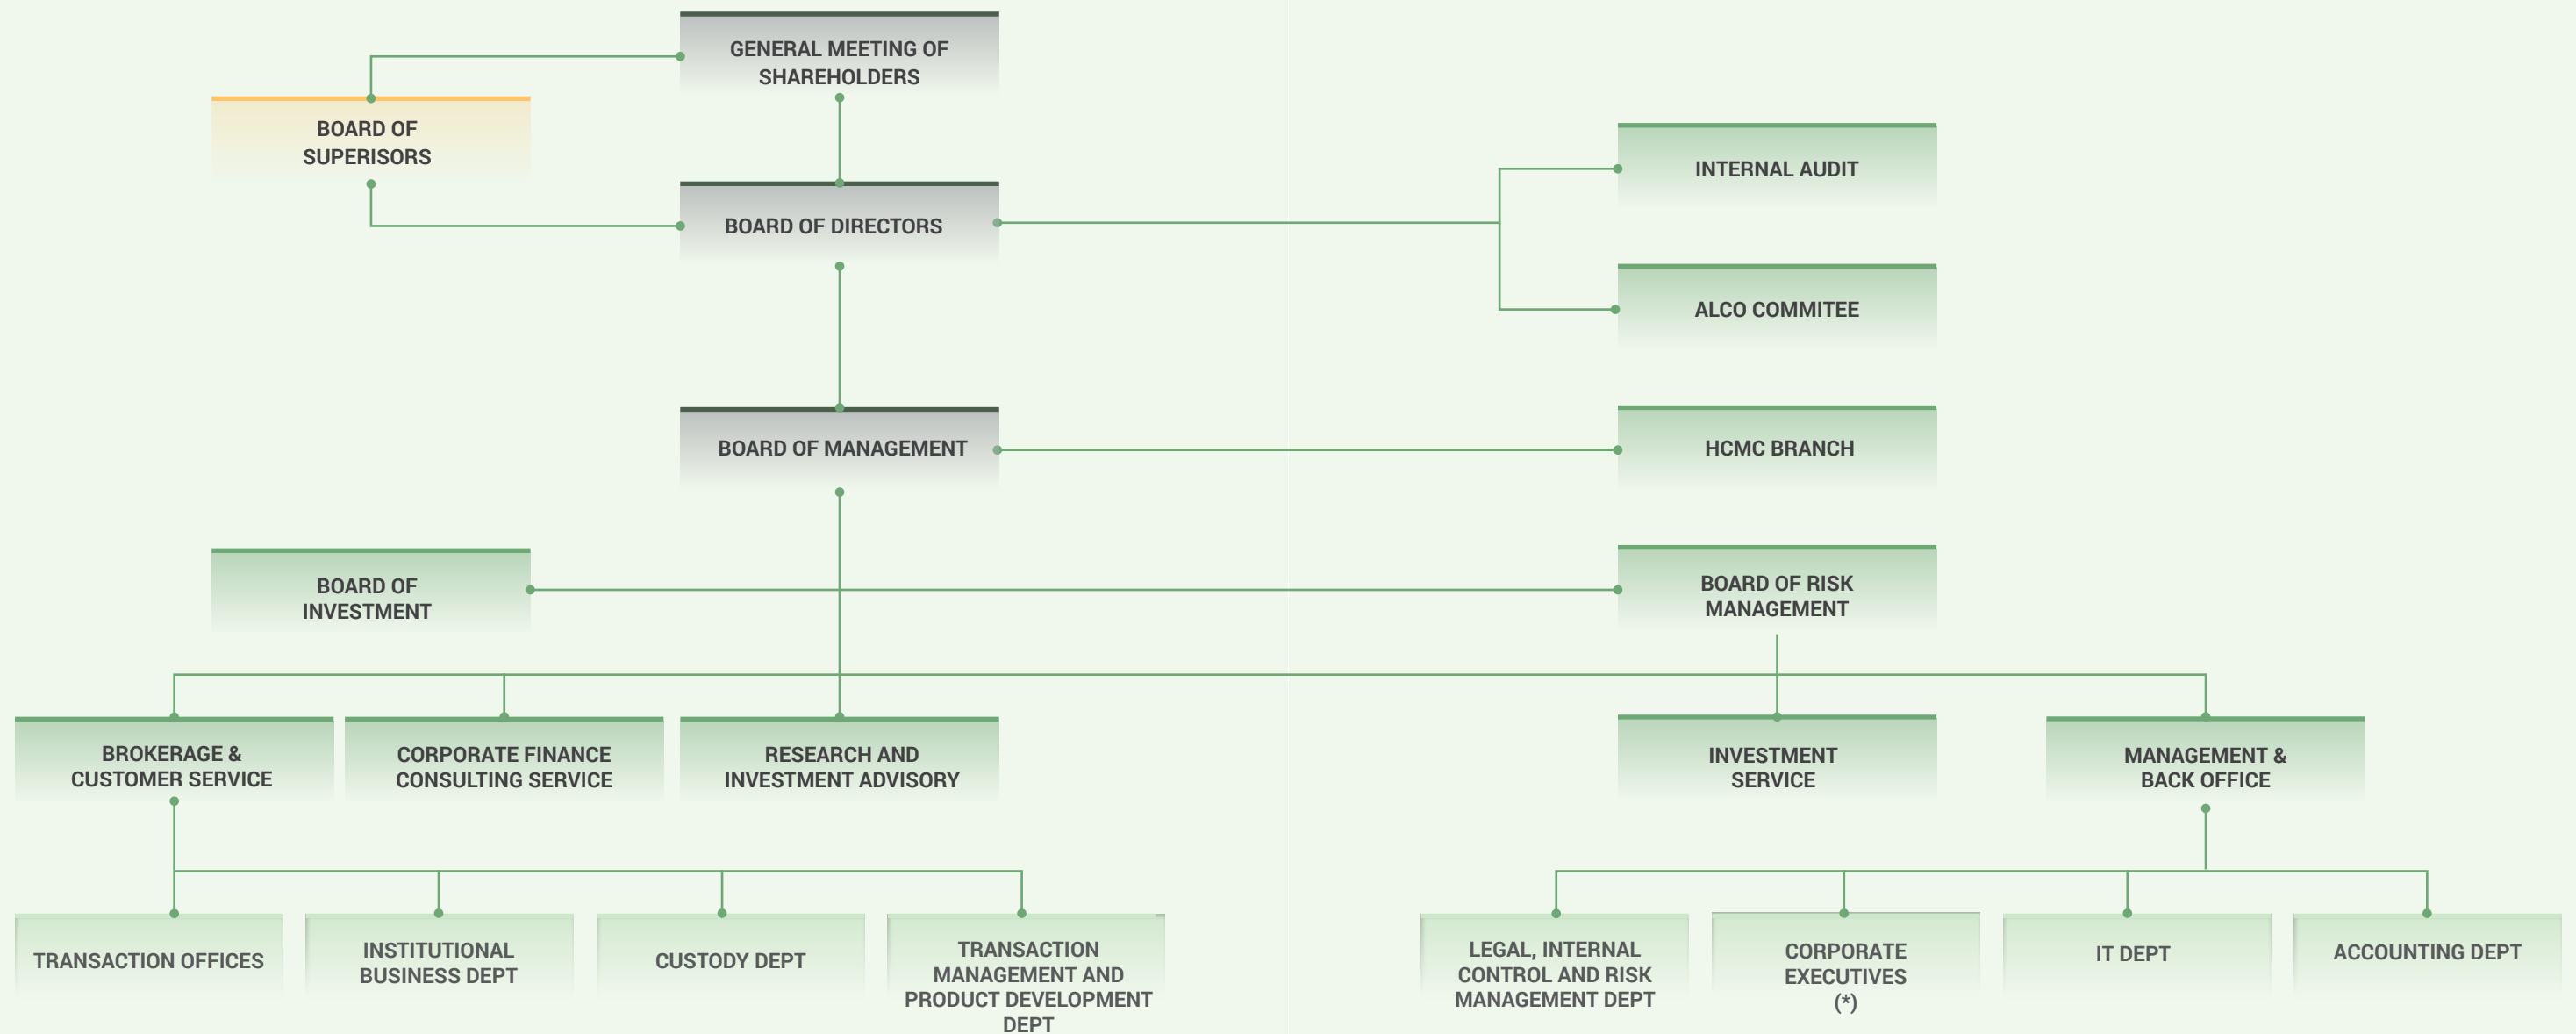 GENERAL MEETING OF
SHAREHOLDERS
BOARD OF
SUPERISORS
INTERNAL AUDIT
BOARD OF DIRECTORS
ALCO COMMITEE
BOARD OF MANAGEMENT
HCMC BRANCH
BOARD OF
INVESTMENT
BOARD OF RISK
MANAGEMENT
BROKERAGE &
CUSTOMER SERVICE
CORPORATE FINANCE
CONSULTING SERVICE
RESEARCH AND
INVESTMENT ADVISORY
INVESTMENT
SERVICE
MANAGEMENT &
BACK OFFICE
TRANSACTION OFFICES
INSTITUTIONAL
BUSINESS DEPT
CUSTODY DEPT
TRANSACTION
MANAGEMENT AND
PRODUCT DEVELOPMENT
DEPT
LEGAL, INTERNAL
CONTROL AND RISK
MANAGEMENT DEPT
CORPORATE
EXECUTIVES
(*)
IT DEPT
ACCOUNTING DEPT